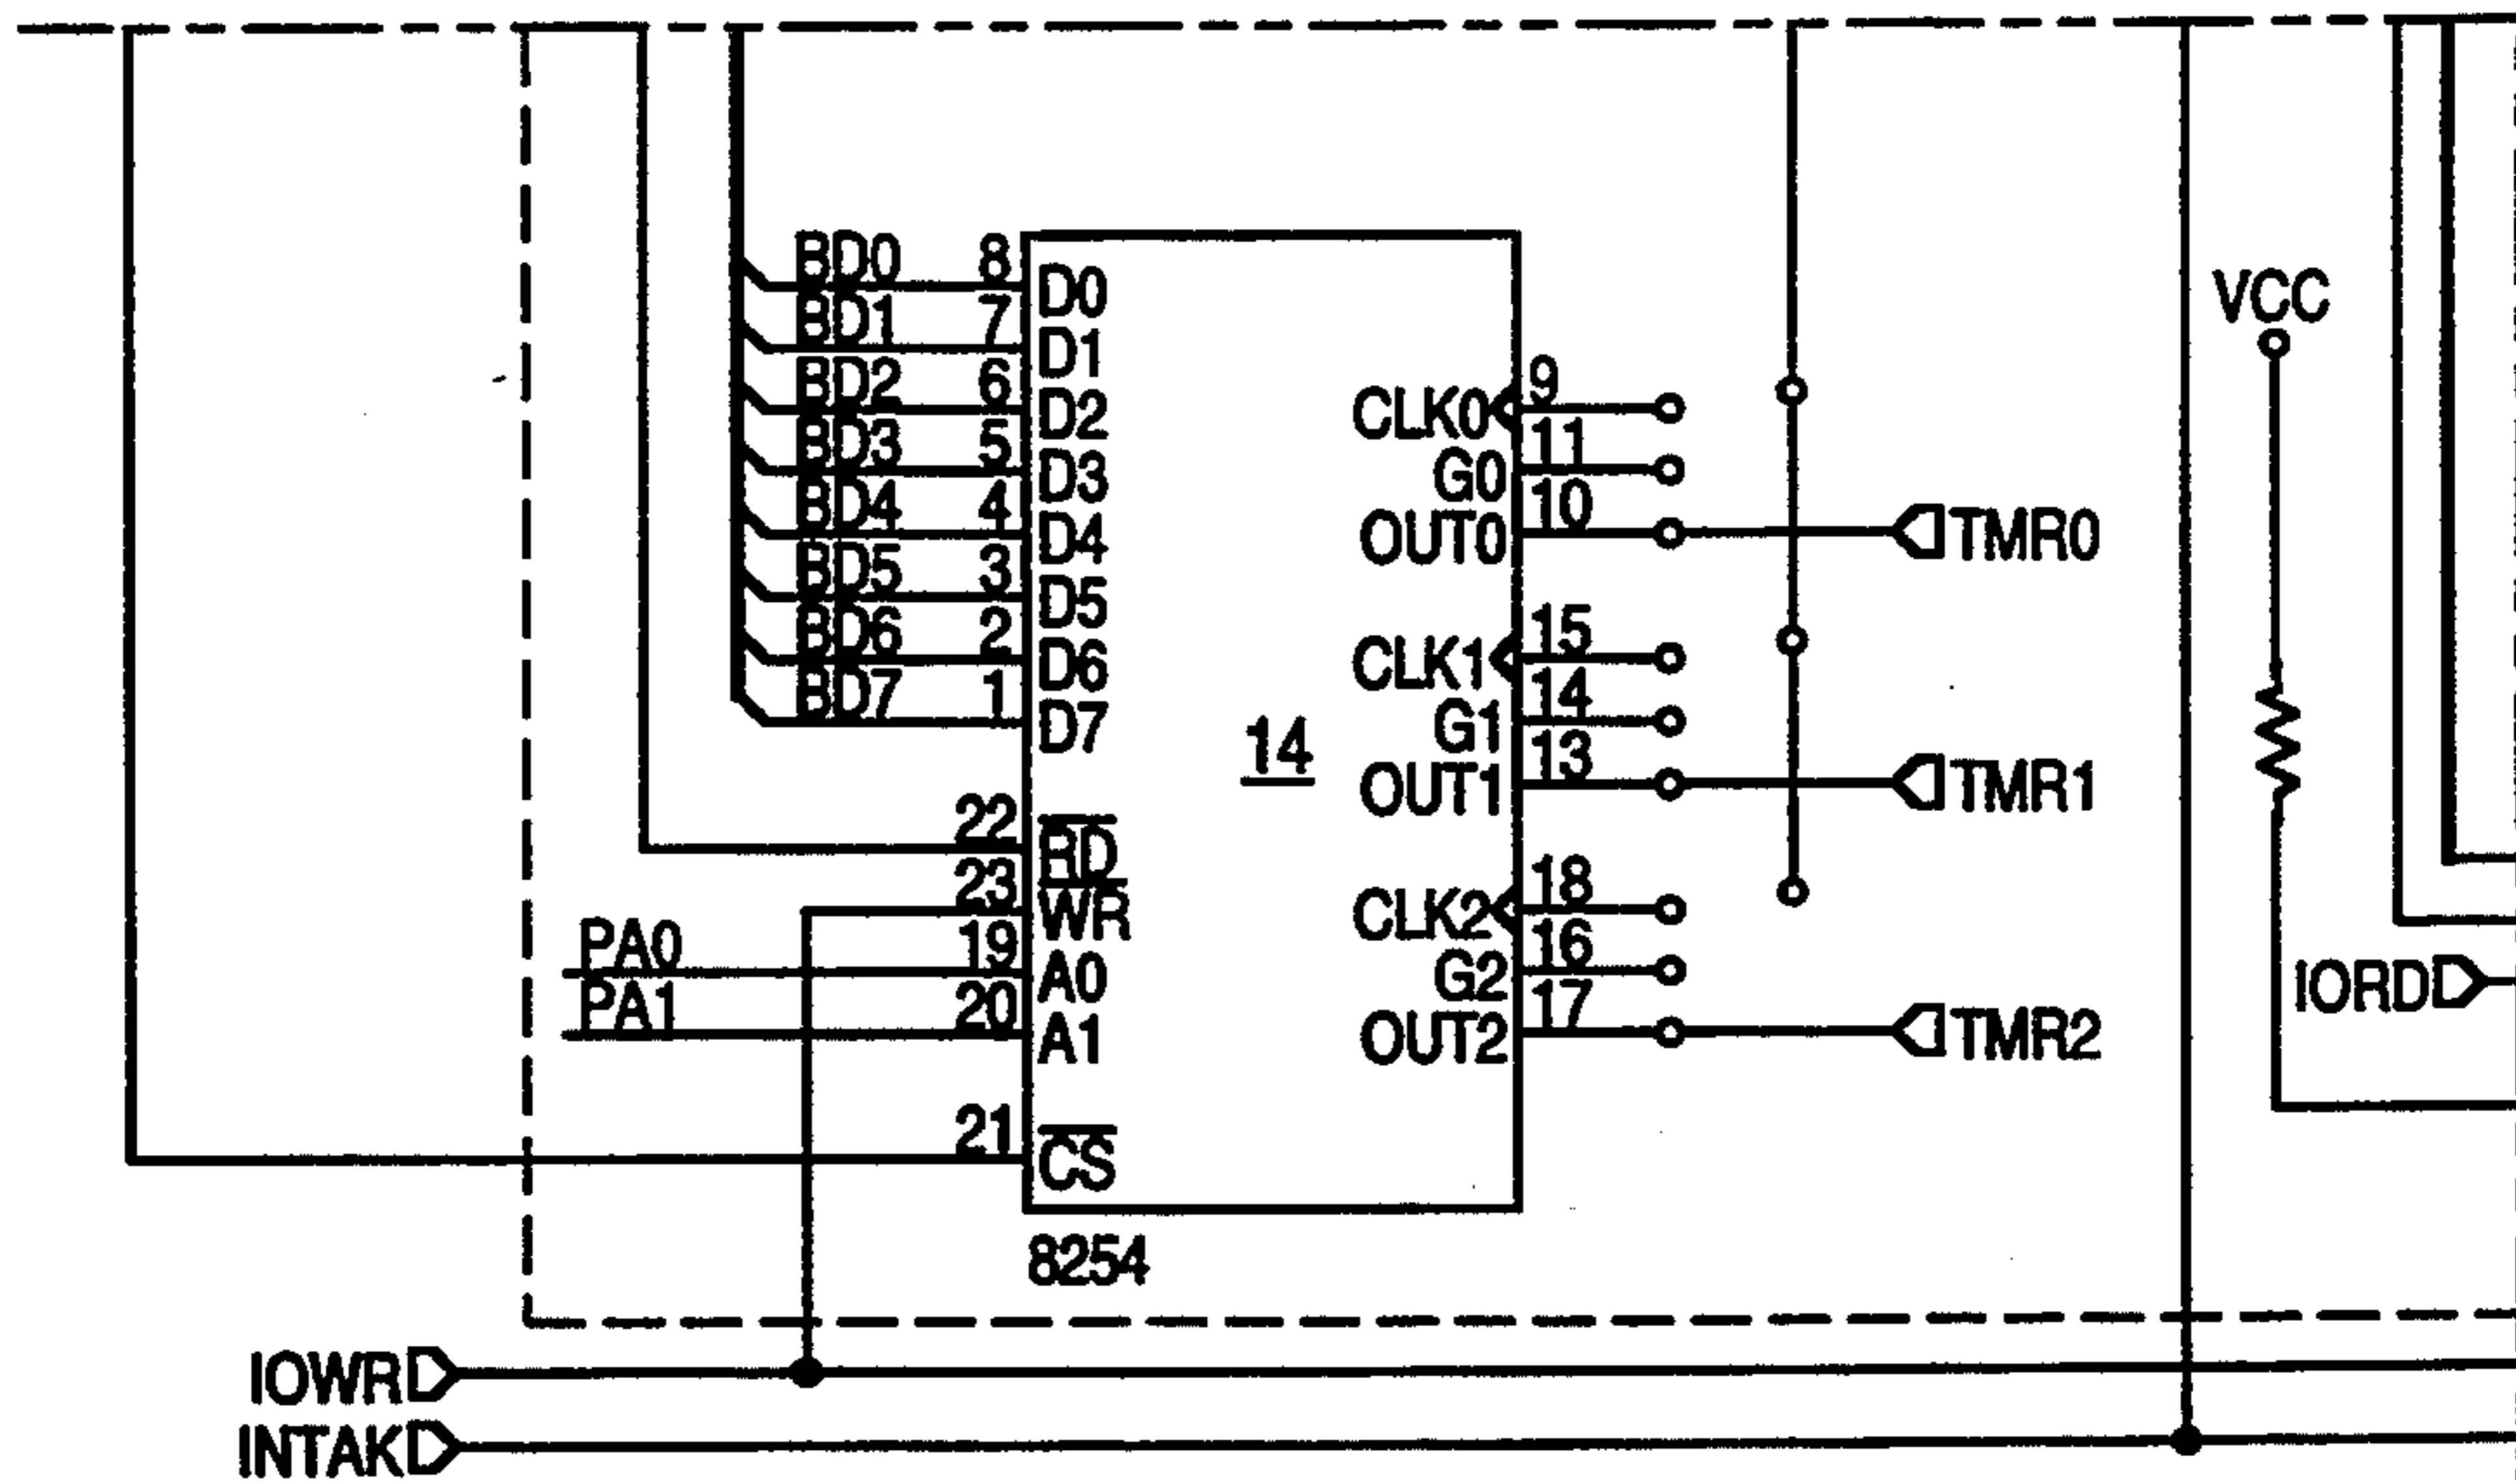 BD0 8 D0
BD1 7 D1
BD2 6 D2
BD3 5 D3
BD4 4 D4
BD5 3 D5
BD6 2 D6
BD7 1 D7
22 RD
23 WR
PA0 19 A0
PA1 20 A1
21 CS
14
8254
CLK0 9
G0 11
OUT0 10 TMR0
CLK1 15
G1 14
OUT1 13 TMR1
CLK2 18
G2 16
OUT2 17 TMR2
VCC
IORD
IOWR
INTAK